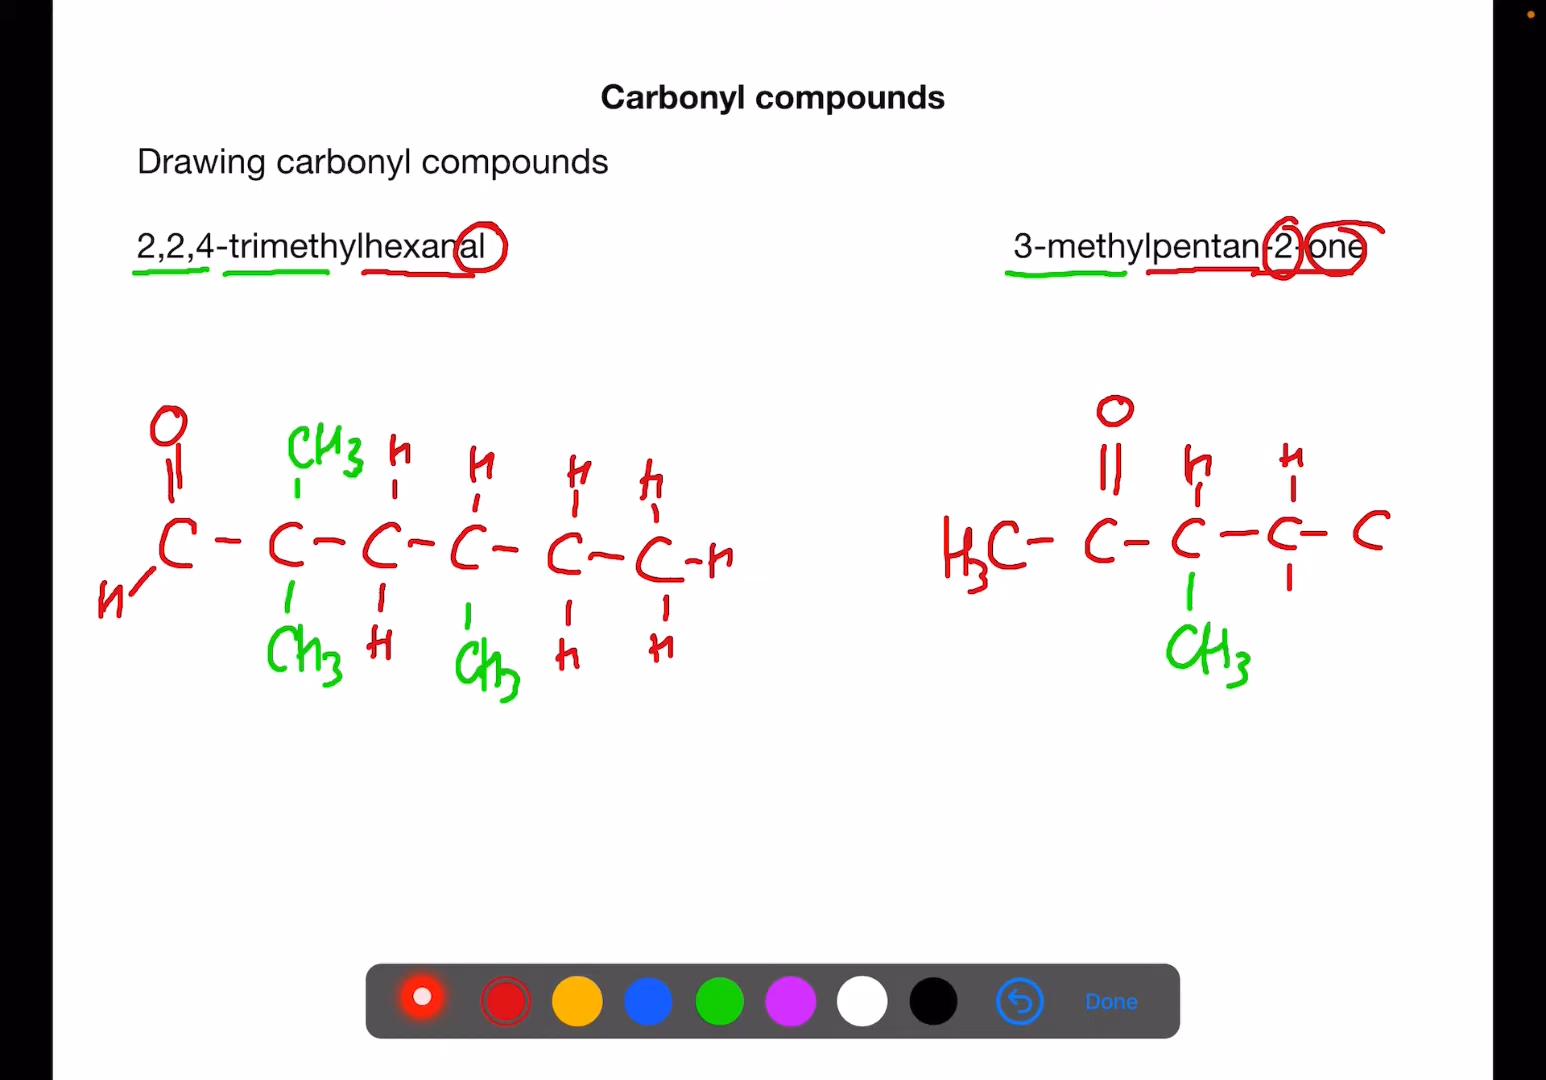 Carbonyl compounds
Drawing carbonyl compounds
2,2,4-trimethylhexanal
3-methylpentan-2-one
O CH3 H H H H
C - C - C - C - C - C - H
H CH3 H CH3 H H
O H H
H3C - C - C - C - C
CH3
Done